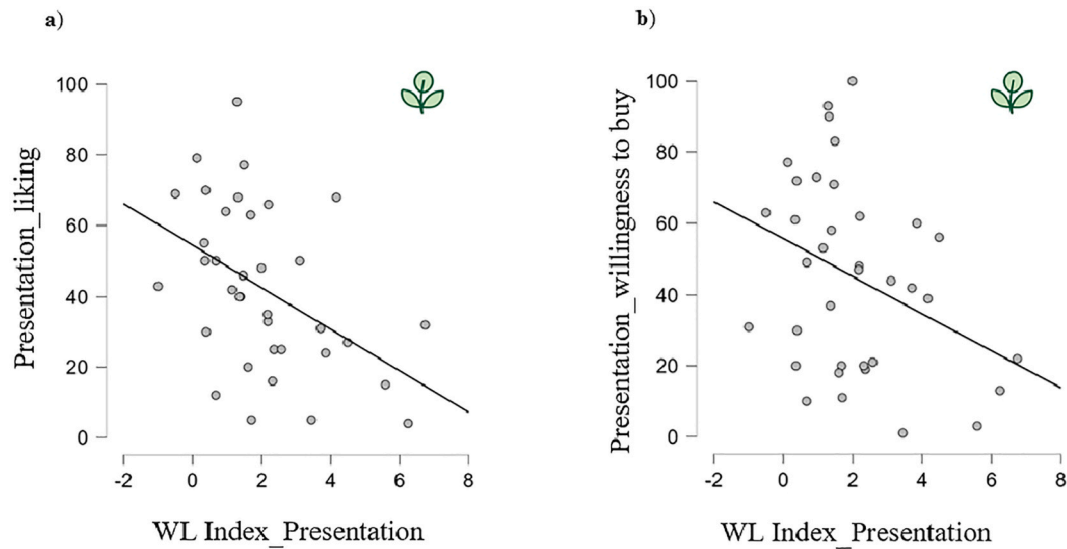 a)
Presentation_liking
100
80
60
40
20
0
-2 0 2 4 6 8
WL Index_Presentation
b)
Presentation_willingness to buy
100
80
60
40
20
0
-2 0 2 4 6 8
WL Index_Presentation